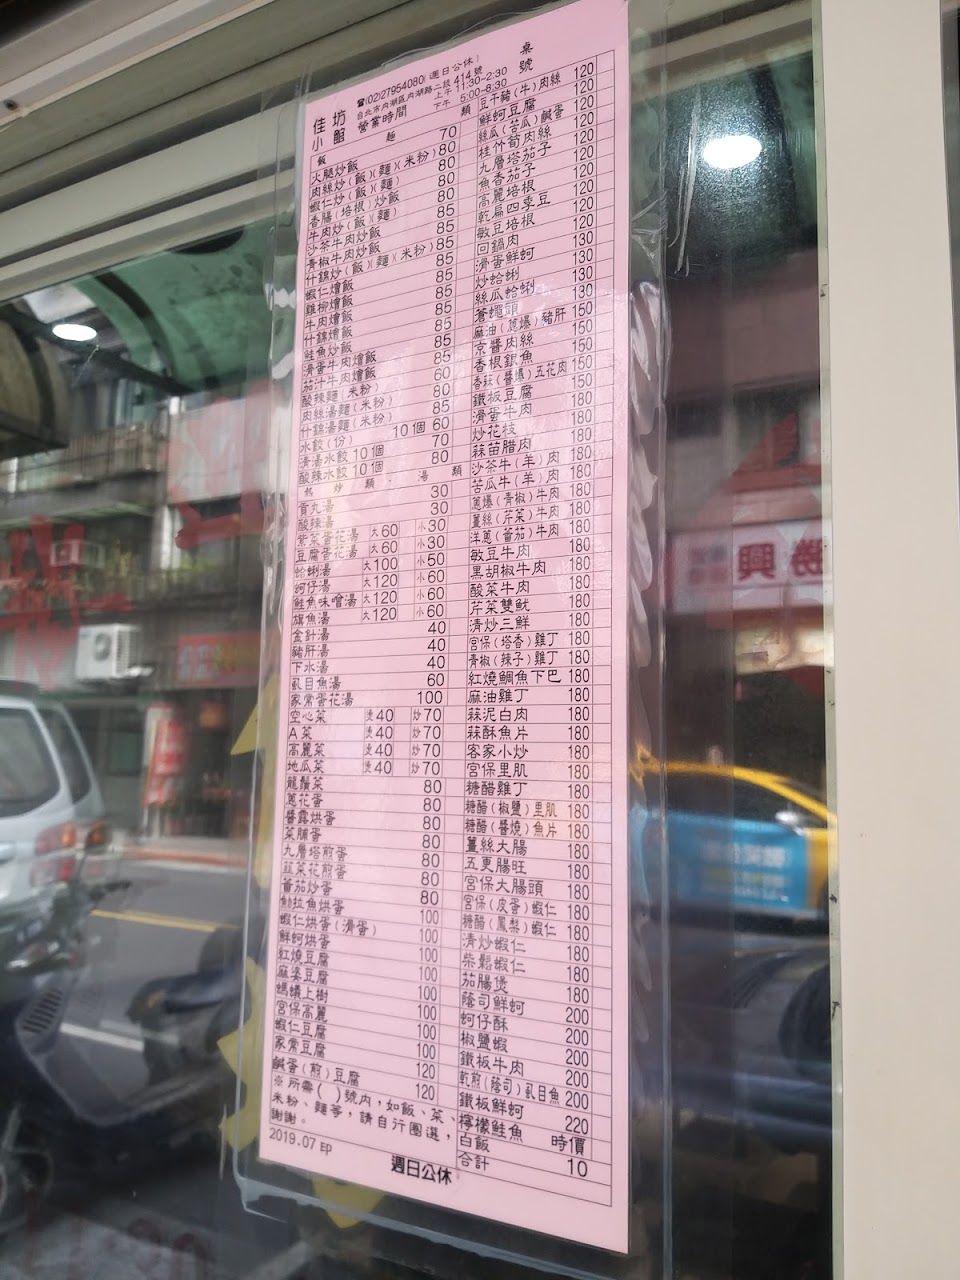 佳坊小館
☎(02)27954080(週日公休)
台北市內湖區內湖路二段414號
營業時間 上午 11:30~2:30
下午 5:00~8:30
桌號
飯 麵 類
火腿炒飯 70
肉絲炒(飯)(麵)(米粉) 80
蝦仁炒(飯)(麵) 80
香腸(培根)炒飯 80
牛肉炒(飯)(麵) 85
沙茶牛肉炒飯 85
青椒牛肉炒飯 85
什錦炒(飯)(麵)(米粉) 85
蝦仁燴飯 85
雞柳燴飯 85
牛肉燴飯 85
什錦燴飯 85
鮭魚炒飯 85
滑蛋牛肉燴飯 85
茄汁牛肉燴飯 85
酸辣麵(米粉) 60
肉絲湯麵(米粉) 80
什錦湯麵(米粉) 85
水餃(份) 10個 60
清湯水餃10個 70
酸辣水餃10個 80
熱炒類.湯類
貢丸湯 30
酸辣湯 30
紫菜蛋花湯 大60 小30
豆腐蛋花湯 大60 小30
蛤蜊湯 大100 小50
蚵仔湯 大120 小60
鮭魚味噌湯 大120 小60
旗魚湯 大120 小60
金針湯 40
豬肝湯 40
下水湯 40
虱目魚湯 60
家常蛋花湯 100
空心菜 燙40 炒70
A菜 燙40 炒70
高麗菜 燙40 炒70
地瓜菜 燙40 炒70
龍鬚菜 80
蔥花蛋 80
醬露烘蛋 80
菜脯蛋 80
九層塔煎蛋 80
韮菜花煎蛋 80
蕃茄炒蛋 80
鮪拉魚烘蛋 100
蝦仁烘蛋(滑蛋) 100
鮮蚵烘蛋 100
紅燒豆腐 100
麻婆豆腐 100
螞蟻上樹 100
宮保高麗 100
蝦仁豆腐 100
家常豆腐 120
鹹蛋(煎)豆腐 120
※所需( )號內,如飯、菜、
米粉、麵等,請自行圈選,
謝謝。
2019.07印
週日公休
豆干豬(牛)肉絲 120
鮮蚵豆腐 120
絲瓜(苦瓜)鹹蛋 120
桂竹筍肉絲 120
九層塔茄子 120
魚香茄子 120
高麗培根 120
乾扁四季豆 120
敏豆培根 120
回鍋肉 130
滑蛋鮮蚵 130
炒蛤蜊 130
絲瓜蛤蜊 130
蒼蠅頭 150
麻油(蔥爆)豬肝 150
京醬肉絲 150
香根銀魚 150
香蒜(醬爆)五花肉 150
鐵板豆腐 180
滑蛋牛肉 180
炒花枝 180
蒜苗腊肉 180
沙茶牛(羊)肉 180
苦瓜牛(羊)肉 180
蔥爆(青椒)牛肉 180
薑絲(芹菜)牛肉 180
洋蔥(蕃茄)牛肉 180
敏豆牛肉 180
黑胡椒牛肉 180
酸菜牛肉 180
芹菜雙魷 180
清炒三鮮 180
宮保(塔香)雞丁 180
青椒(辣子)雞丁 180
紅燒鯛魚下巴 180
麻油雞丁 180
蒜泥白肉 180
蒜酥魚片 180
客家小炒 180
宮保里肌 180
糖醋雞丁 180
糖醋(椒鹽)里肌 180
糖醋(醬燒)魚片 180
薑絲大腸 180
五更腸旺 180
宮保大腸頭 180
宮保(皮蛋)蝦仁 180
糖醋(鳳梨)蝦仁 180
清炒蝦仁 180
柴鬆蝦仁 180
茄腸煲 180
蔭司鮮蚵 200
蚵仔酥 200
椒鹽蝦 200
鐵板牛肉 200
乾煎(蔭司)虱目魚 200
鐵板鮮蚵 220
檸檬鮭魚 時價
白飯 10
合計